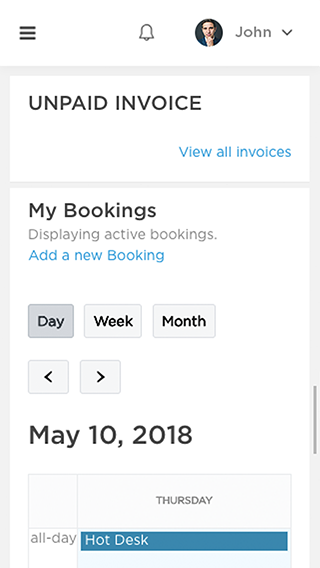 John
UNPAID INVOICE
View all invoices
My Bookings
Displaying active bookings.
Add a new Booking
Day Week Month
May 10, 2018
THURSDAY
all-day Hot Desk